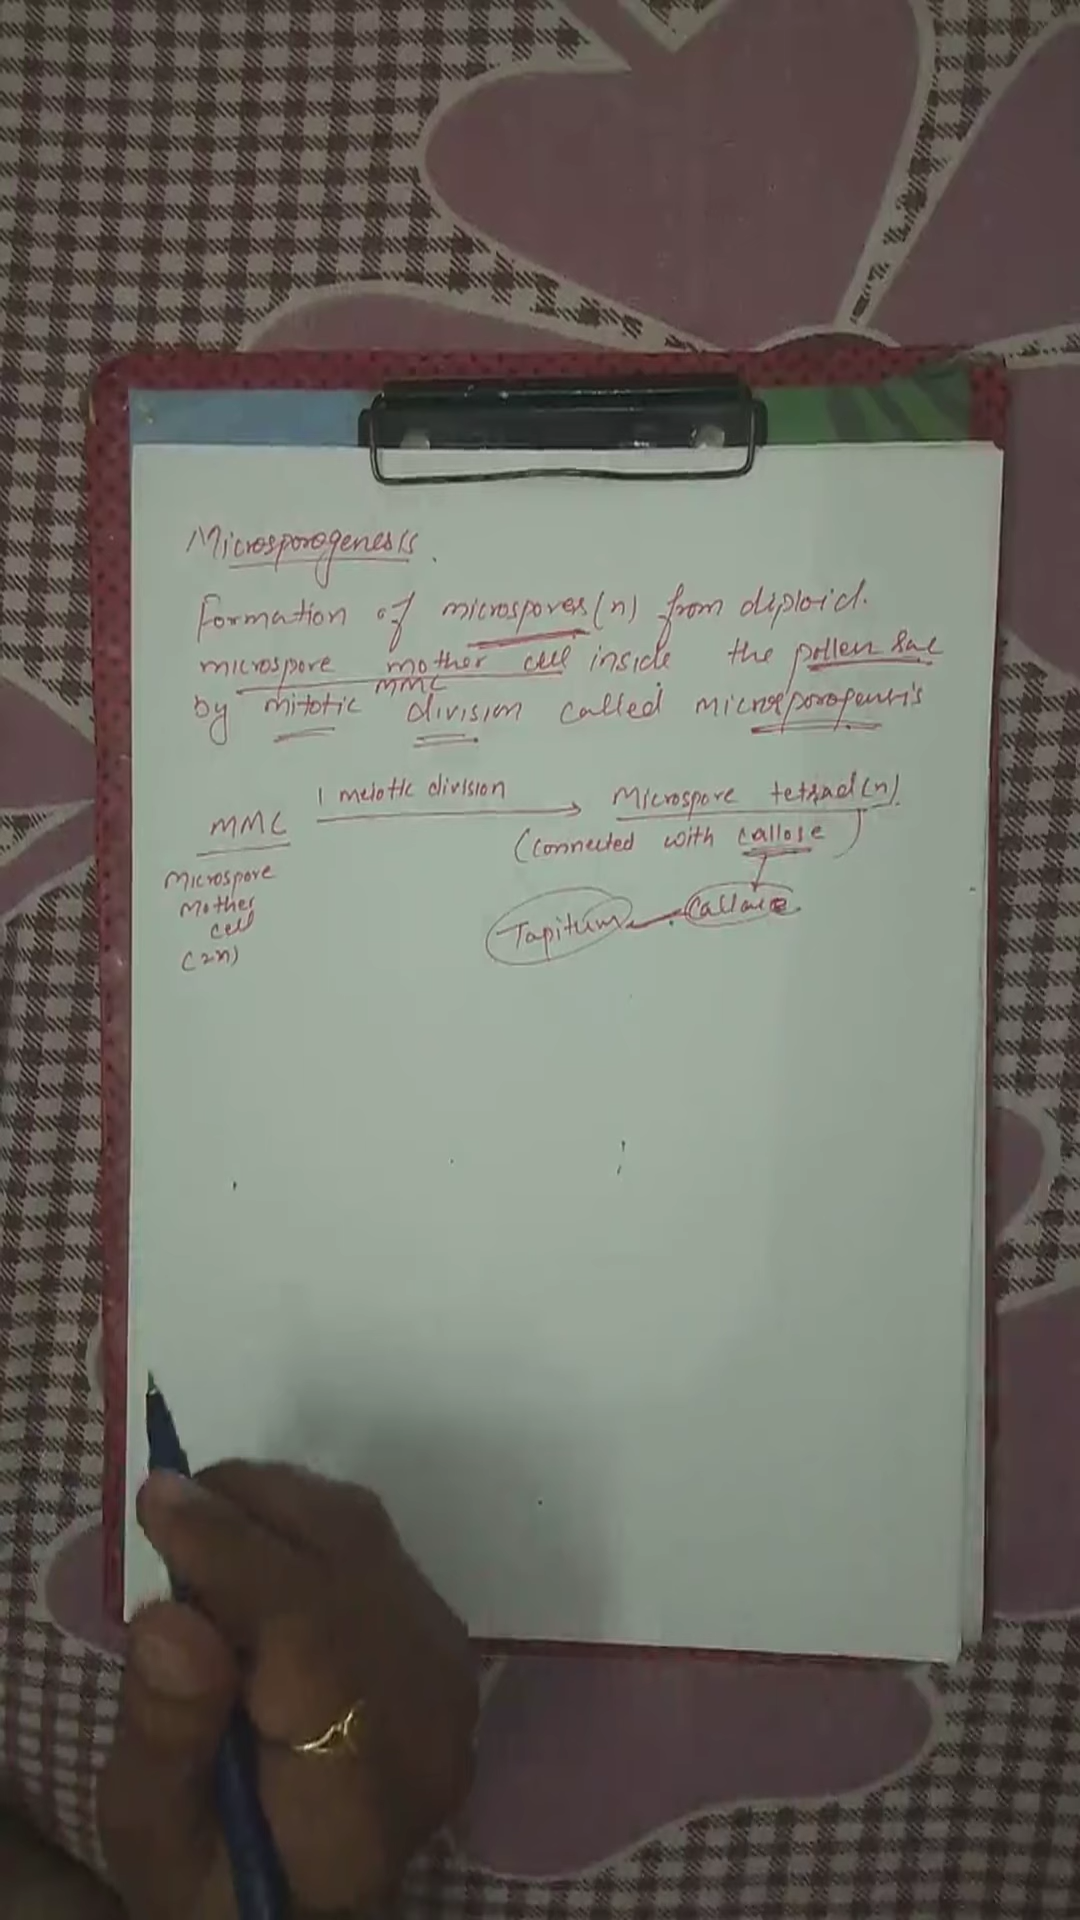 Microsporogenesis.
Formation of microspores (n) from diploid.
microspore mother cell inside the pollen sac
MMC
by mitotic division called microsporogenesis
MMC 1 meiotic division → Microspore tetrad (n)
(connected with callose)
Microspore
Mother
cell
(2n)
Tapitum